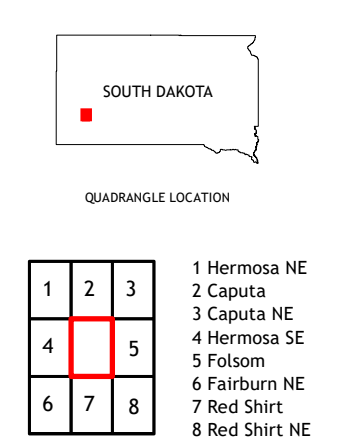 SOUTH DAKOTA
QUADRANGLE LOCATION
1 2 3
4 5
6 7 8
1 Hermosa NE
2 Caputa
3 Caputa NE
4 Hermosa SE
5 Folsom
6 Fairburn NE
7 Red Shirt
8 Red Shirt NE